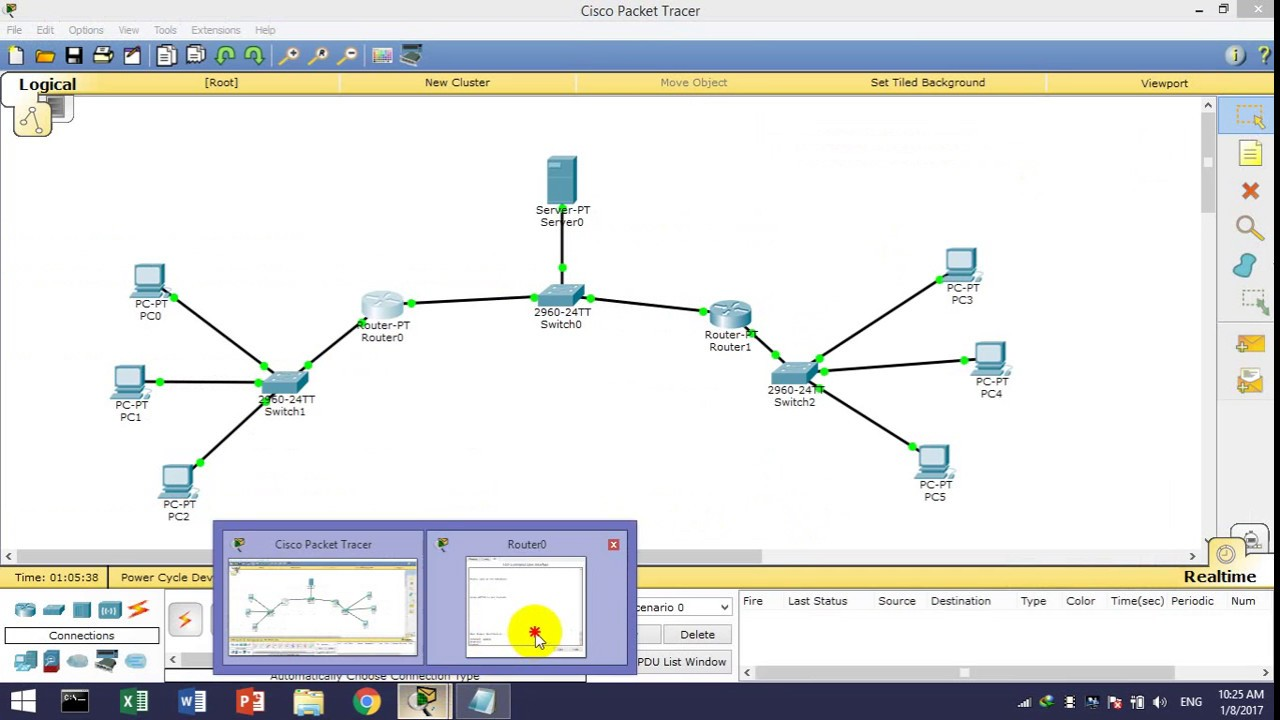 Cisco Packet Tracer
File Edit Options View Tools Extensions Help
Logical
[Root]
New Cluster
Move Object
Set Tiled Background
Viewport
Server-PT
Server0
PC-PT
PC0
Router-PT
Router0
2960-24TT
Switch0
Router-PT
Router1
PC-PT
PC3
PC-PT
PC1
2960-24TT
Switch1
2960-24TT
Switch2
PC-PT
PC4
PC-PT
PC2
PC-PT
PC5
Cisco Packet Tracer
Router0
Time: 01:05:38
Power Cycle Dev
Realtime
Connections
cenario 0
Delete
PDU List Window
Fire Last Status Source Destination Type Color Time(sec) Periodic Num
Automatically Choose Connection Type
ENG
10:25 AM
1/8/2017